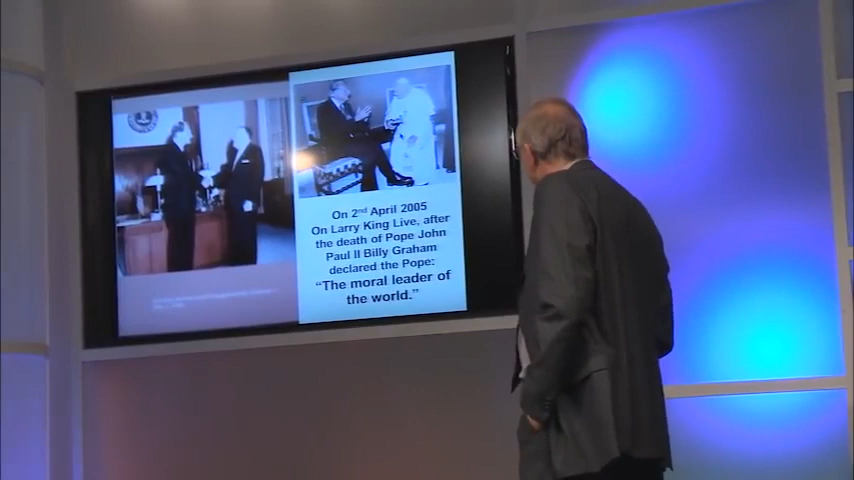 On 2nd April 2005
On Larry King Live, after
the death of Pope John
Paul II Billy Graham
declared the Pope:
“The moral leader of
the world.”